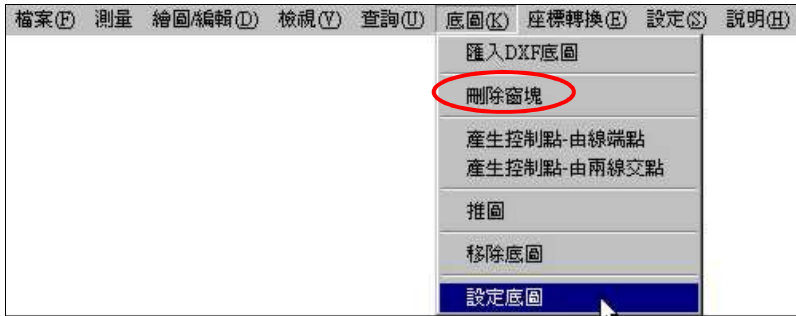 檔案(F) 測量 繪圖/編輯(D) 檢視(V) 查詢(U) 底圖(K) 座標轉換(E) 設定(S) 說明(H)
匯入DXF底圖
刪除窗塊
產生控制點-由線端點
產生控制點-由兩線交點
推圖
移除底圖
設定底圖